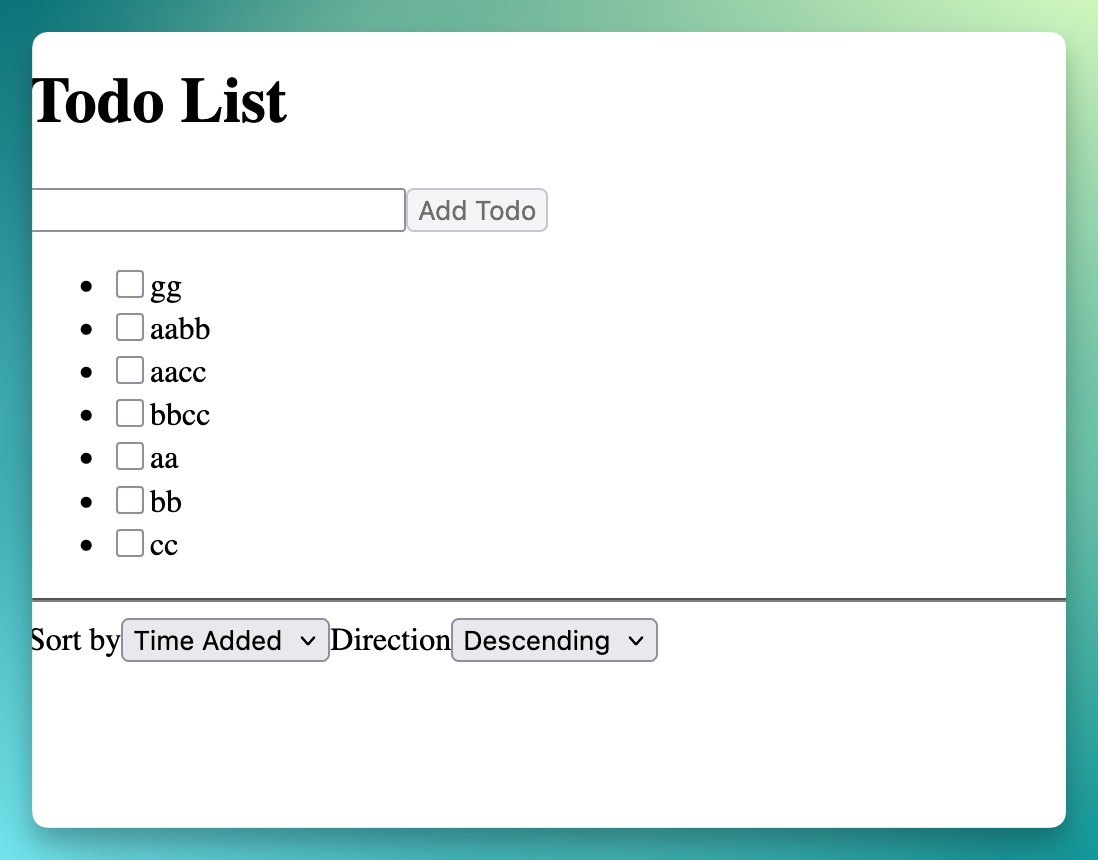 Todo List
Add Todo
gg
aabb
aacc
bbcc
aa
bb
cc
Sort by Time Added Direction Descending